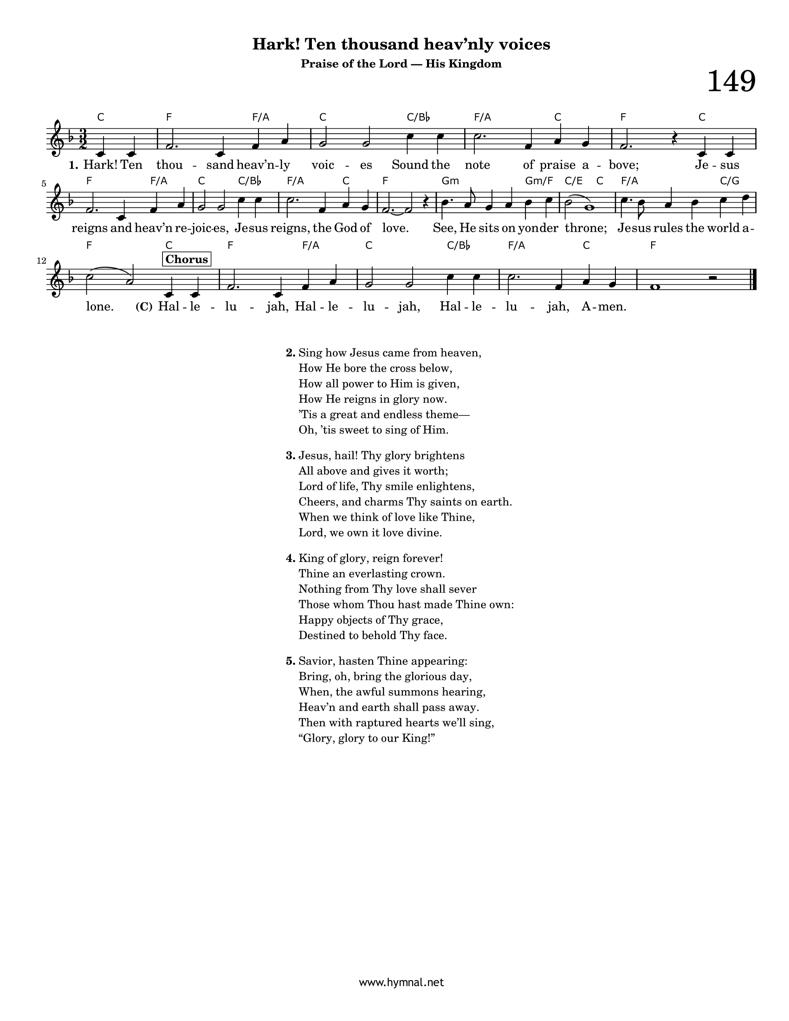 Hark! Ten thousand heav’nly voices
Praise of the Lord — His Kingdom
149
C F F/A C C/B♭ F/A C F C
3
2
1. Hark! Ten thou - sand heav’n-ly voic - es Sound the note of praise a - bove; Je - sus
5
F F/A C C/B♭ F/A C F Gm Gm/F C/E C F/A C/G
reigns and heav’n re-joices, Jesus reigns, the God of love. See, He sits on yonder throne; Jesus rules the world a-
12
F C F F/A C C/B♭ F/A C F
Chorus
lone. (C) Hal - le - lu - jah, Hal - le - lu - jah, Hal - le - lu - jah, A-men.
2. Sing how Jesus came from heaven,
How He bore the cross below,
How all power to Him is given,
How He reigns in glory now.
’Tis a great and endless theme—
Oh, ’tis sweet to sing of Him.
3. Jesus, hail! Thy glory brightens
All above and gives it worth;
Lord of life, Thy smile enlightens,
Cheers, and charms Thy saints on earth.
When we think of love like Thine,
Lord, we own it love divine.
4. King of glory, reign forever!
Thine an everlasting crown.
Nothing from Thy love shall sever
Those whom Thou hast made Thine own:
Happy objects of Thy grace,
Destined to behold Thy face.
5. Savior, hasten Thine appearing:
Bring, oh, bring the glorious day,
When, the awful summons hearing,
Heav’n and earth shall pass away.
Then with raptured hearts we’ll sing,
“Glory, glory to our King!”
www.hymnal.net